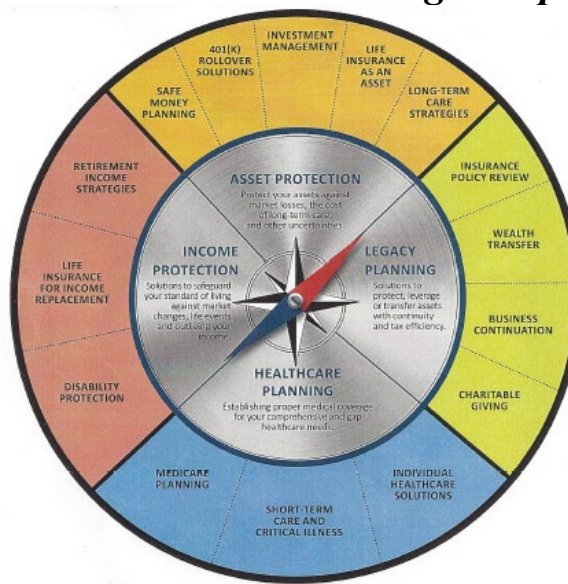 INVESTMENT
MANAGEMENT
401(K)
ROLLOVER
SOLUTIONS
LIFE
INSURANCE
AS AN
ASSET
SAFE
MONEY
PLANNING
LONG-TERM
CARE
STRATEGIES
RETIREMENT
INCOME
STRATEGIES
INSURANCE
POLICY REVIEW
ASSET PROTECTION
Protect your assets against
market losses, the cost
of long-term care,
and other uncertainties
LIFE
INSURANCE
FOR INCOME
REPLACEMENT
WEALTH
TRANSFER
INCOME
PROTECTION
Solutions to safeguard
your standard of living
against market
changes, life events
and outliving your
income.
LEGACY
PLANNING
Solutions to
protect, leverage
or transfer assets
with continuity
and tax efficiency.
BUSINESS
CONTINUATION
DISABILITY
PROTECTION
HEALTHCARE
PLANNING
Establishing proper medical coverage
for your comprehensive and gap
healthcare needs.
CHARITABLE
GIVING
MEDICARE
PLANNING
SHORT-TERM
CARE AND
CRITICAL ILLNESS
INDIVIDUAL
HEALTHCARE
SOLUTIONS